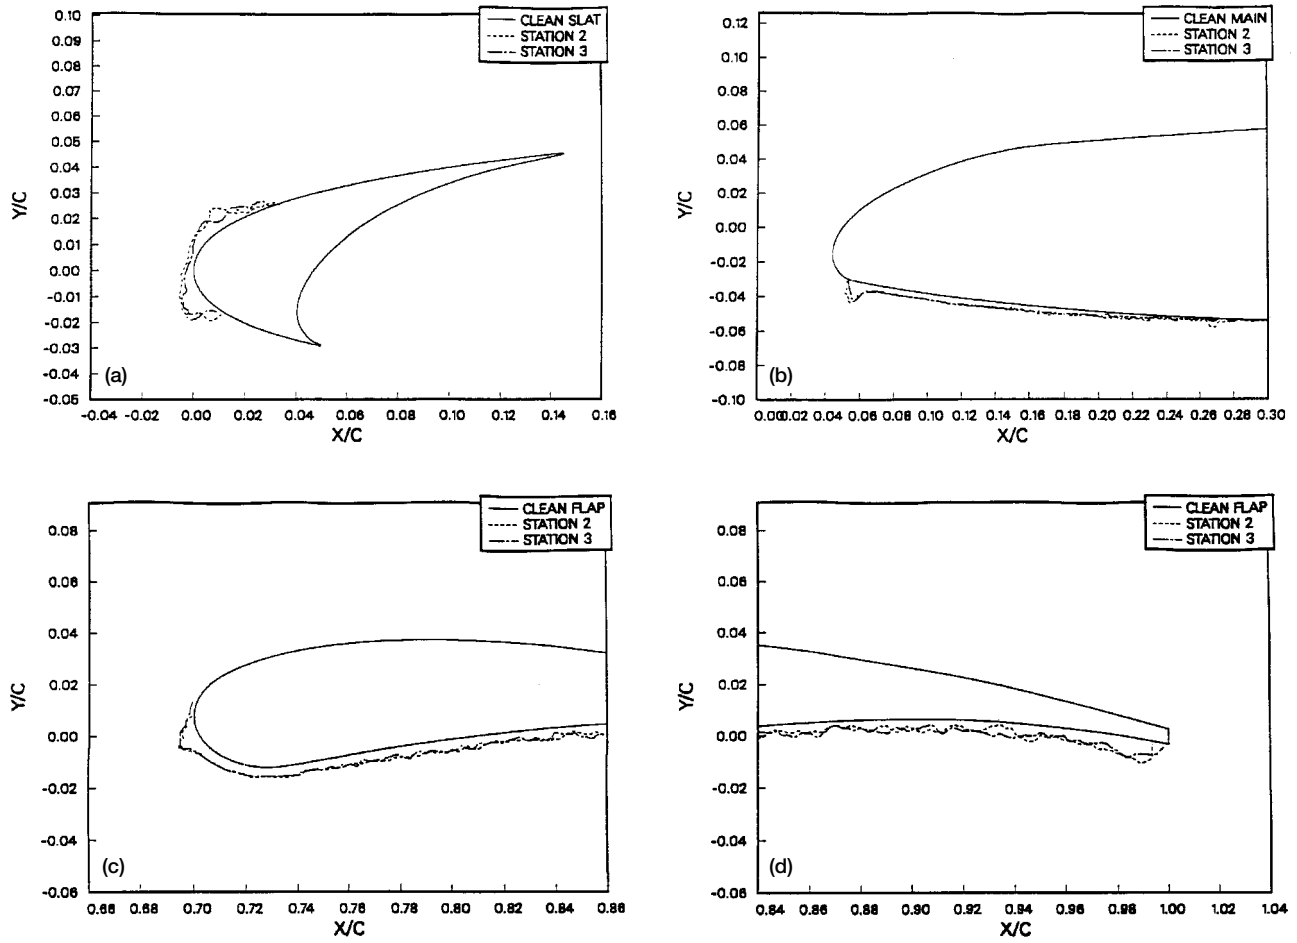 CLEAN SLAT
STATION 2
STATION 3
0.10
0.09
0.08
0.07
0.06
0.05
0.04
0.03
0.02
0.01
0.00
-0.01
-0.02
-0.03
-0.04
-0.05
Y/C
(a)
-0.04 -0.02 0.00 0.02 0.04 0.06 0.08 0.10 0.12 0.14 0.16
X/C
CLEAN MAIN
STATION 2
STATION 3
0.12
0.10
0.08
0.06
0.04
0.02
0.00
-0.02
-0.04
-0.06
-0.08
-0.10
Y/C
(b)
0.00 0.02 0.04 0.06 0.08 0.10 0.12 0.14 0.16 0.18 0.20 0.22 0.24 0.26 0.28 0.30
X/C
CLEAN FLAP
STATION 2
STATION 3
0.08
0.06
0.04
0.02
0.00
-0.02
-0.04
-0.06
Y/C
(c)
0.66 0.68 0.70 0.72 0.74 0.76 0.78 0.80 0.82 0.84 0.86
X/C
CLEAN FLAP
STATION 2
STATION 3
0.08
0.06
0.04
0.02
0.00
-0.02
-0.04
-0.06
Y/C
(d)
0.84 0.86 0.88 0.90 0.92 0.94 0.96 0.98 1.00 1.02 1.04
X/C